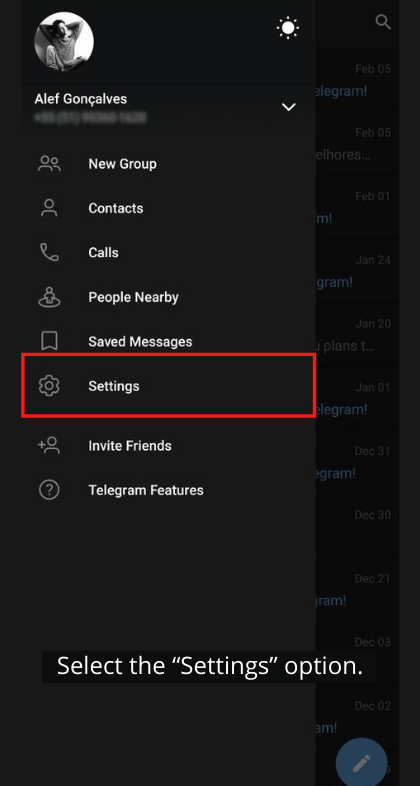 Alef Gonçalves
New Group
Contacts
Calls
People Nearby
Saved Messages
Settings
Invite Friends
Telegram Features
Feb 05
elegram!
Feb 05
elhores...
Feb 01
m!
Jan 24
gram!
Jan 20
u plans t...
Jan 01
elegram!
Dec 31
egram!
Dec 30
Dec 21
gram!
Dec 03
Dec 02
am!
Select the “Settings” option.